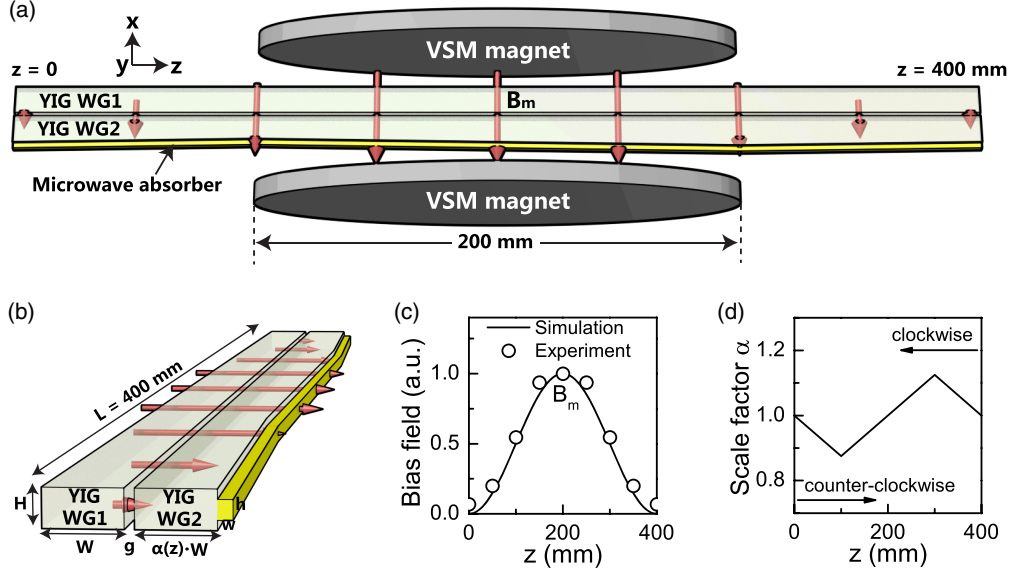 (a)
x
y
z
z = 0
VSM magnet
z = 400 mm
YIG WG1
Bm
YIG WG2
Microwave absorber
VSM magnet
200 mm
(b)
L = 400 mm
H
YIG
WG1
YIG
WG2
h
w
W
g
α(z)·W
(c)
Bias field (a.u.)
1.0
0.5
0.0
Simulation
Experiment
Bm
0
200
400
z (mm)
(d)
Scale factor α
1.2
1.0
0.8
clockwise
counter-clockwise
0
200
400
z (mm)